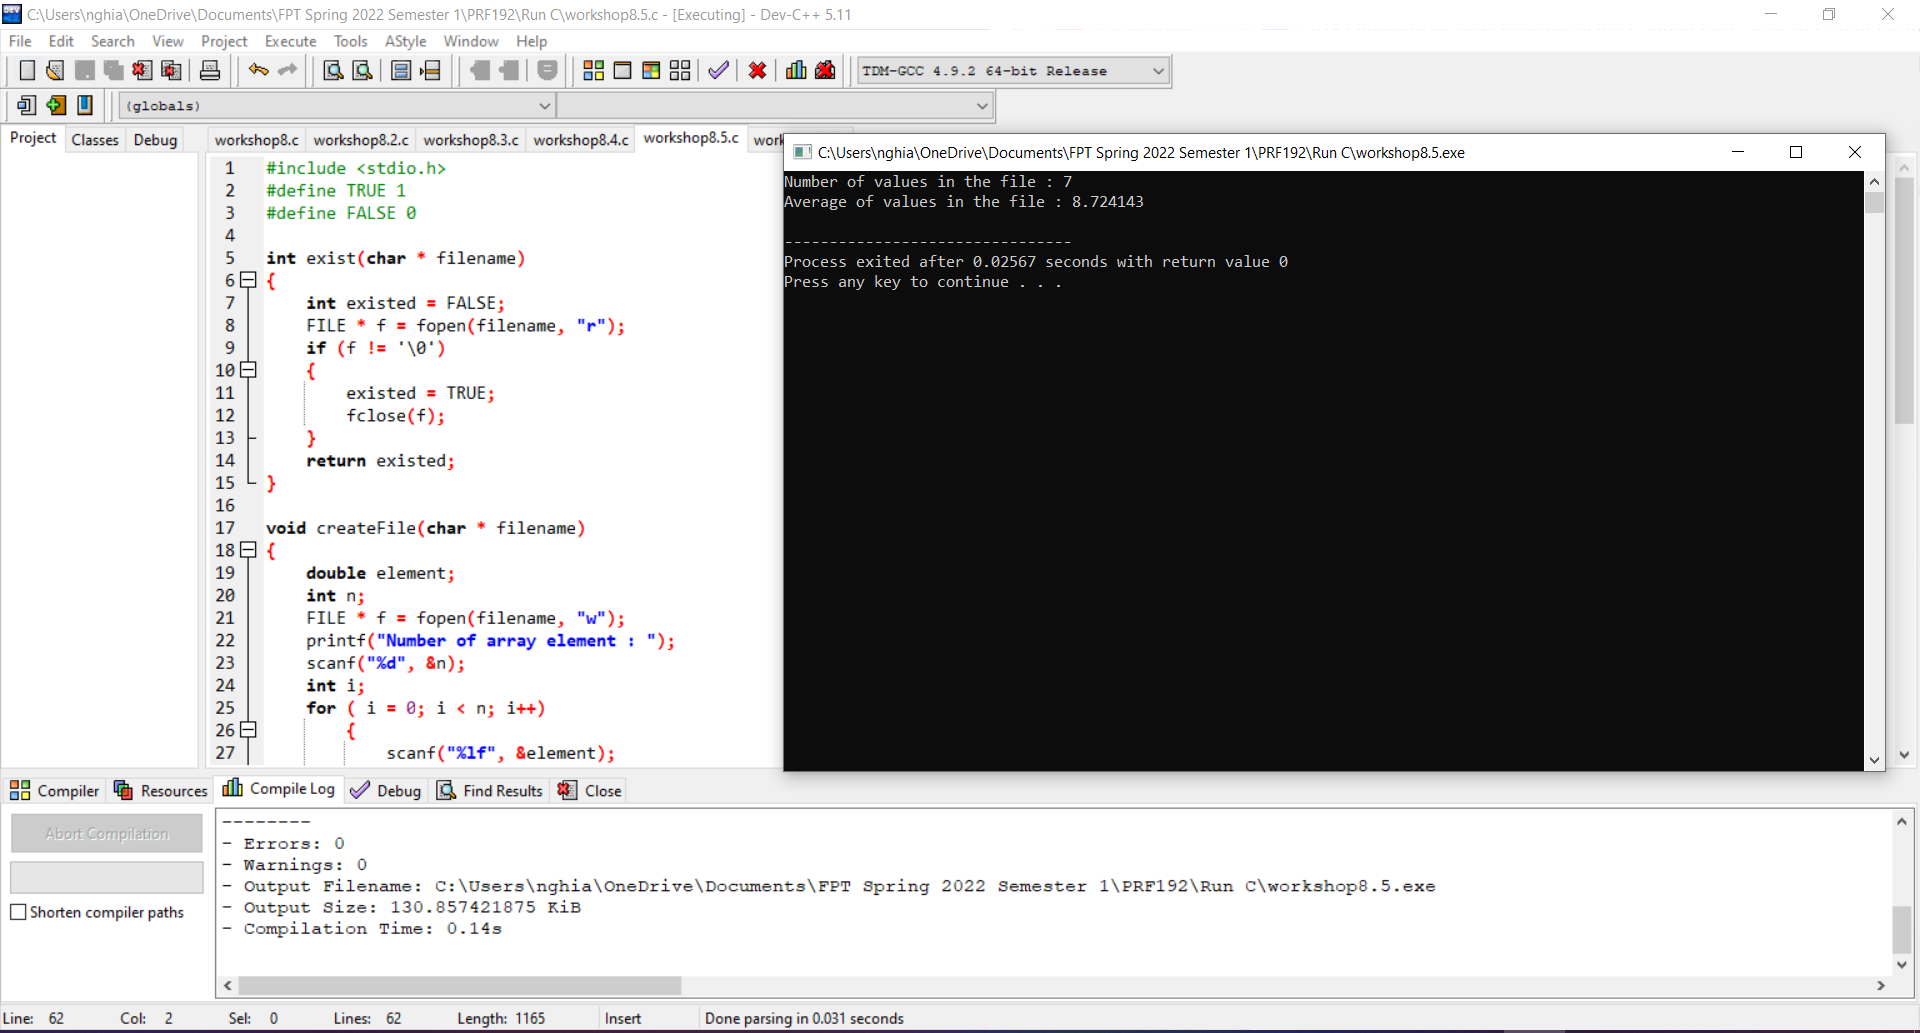 C:\Users\nghia\OneDrive\Documents\FPT Spring 2022 Semester 1\PRF192\Run C\workshop8.5.c - [Executing] - Dev-C++ 5.11
File Edit Search View Project Execute Tools AStyle Window Help
TDM-GCC 4.9.2 64-bit Release
(globals)
Project Classes Debug
workshop8.c workshop8.2.c workshop8.3.c workshop8.4.c workshop8.5.c
1 #include <stdio.h>
2 #define TRUE 1
3 #define FALSE 0
4
5 int exist(char * filename)
6 {
7 int existed = FALSE;
8 FILE * f = fopen(filename, "r");
9 if (f != '\0')
10 {
11 existed = TRUE;
12 fclose(f);
13 }
14 return existed;
15 }
16
17 void createFile(char * filename)
18 {
19 double element;
20 int n;
21 FILE * f = fopen(filename, "w");
22 printf("Number of array element : ");
23 scanf("%d", &n);
24 int i;
25 for ( i = 0; i < n; i++)
26 {
27 scanf("%lf", &element);
C:\Users\nghia\OneDrive\Documents\FPT Spring 2022 Semester 1\PRF192\Run C\workshop8.5.exe
Number of values in the file : 7
Average of values in the file : 8.724143
--------------------------------
Process exited after 0.02567 seconds with return value 0
Press any key to continue . . .
Compiler Resources Compile Log Debug Find Results Close
Abort Compilation
Shorten compiler paths
--------
- Errors: 0
- Warnings: 0
- Output Filename: C:\Users\nghia\OneDrive\Documents\FPT Spring 2022 Semester 1\PRF192\Run C\workshop8.5.exe
- Output Size: 130.857421875 KiB
- Compilation Time: 0.14s
Line: 62 Col: 2 Sel: 0 Lines: 62 Length: 1165 Insert Done parsing in 0.031 seconds